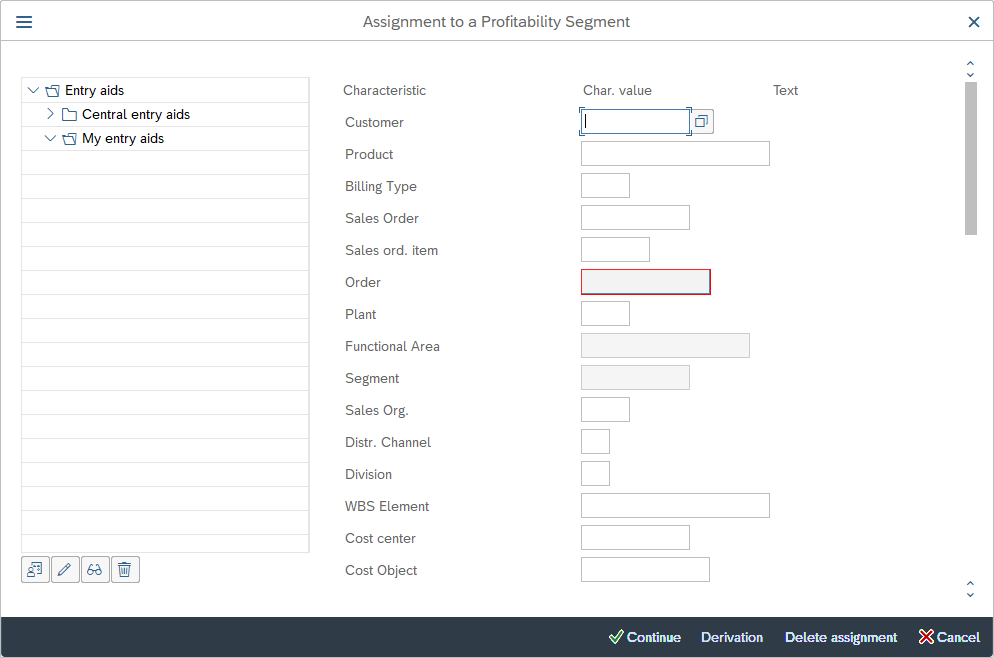 Assignment to a Profitability Segment
Entry aids
Central entry aids
My entry aids
Characteristic Char. value Text
Customer
Product
Billing Type
Sales Order
Sales ord. item
Order
Plant
Functional Area
Segment
Sales Org.
Distr. Channel
Division
WBS Element
Cost center
Cost Object
Continue Derivation Delete assignment Cancel